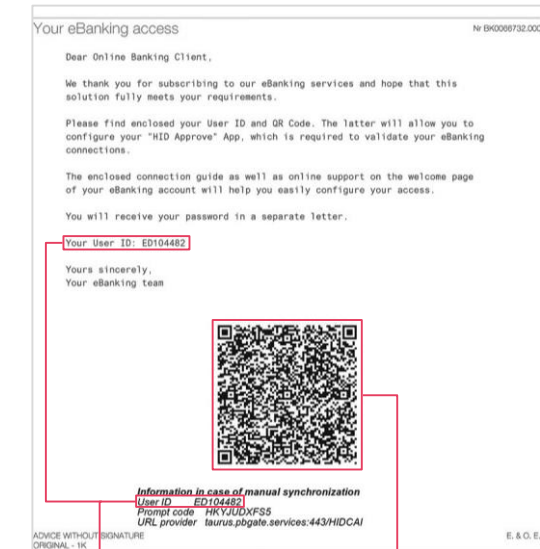 Your eBanking access
Nr BK0066732.000
Dear Online Banking Client,
We thank you for subscribing to our eBanking services and hope that this
solution fully meets your requirements.
Please find enclosed your User ID and QR Code. The latter will allow you to
configure your "HID Approve" App, which is required to validate your eBanking
connections.
The enclosed connection guide as well as online support on the welcome page
of your eBanking account will help you easily configure your access.
You will receive your password in a separate letter.
Your User ID: ED104482
Yours sincerely,
Your eBanking team
Information in case of manual synchronization
User ID ED104482
Prompt code HKYJUDXFS5
URL provider taurus.pbgate.services:443/HIDCAI
ADVICE WITHOUT SIGNATURE
E. & O. E.
ORIGINAL - 1K